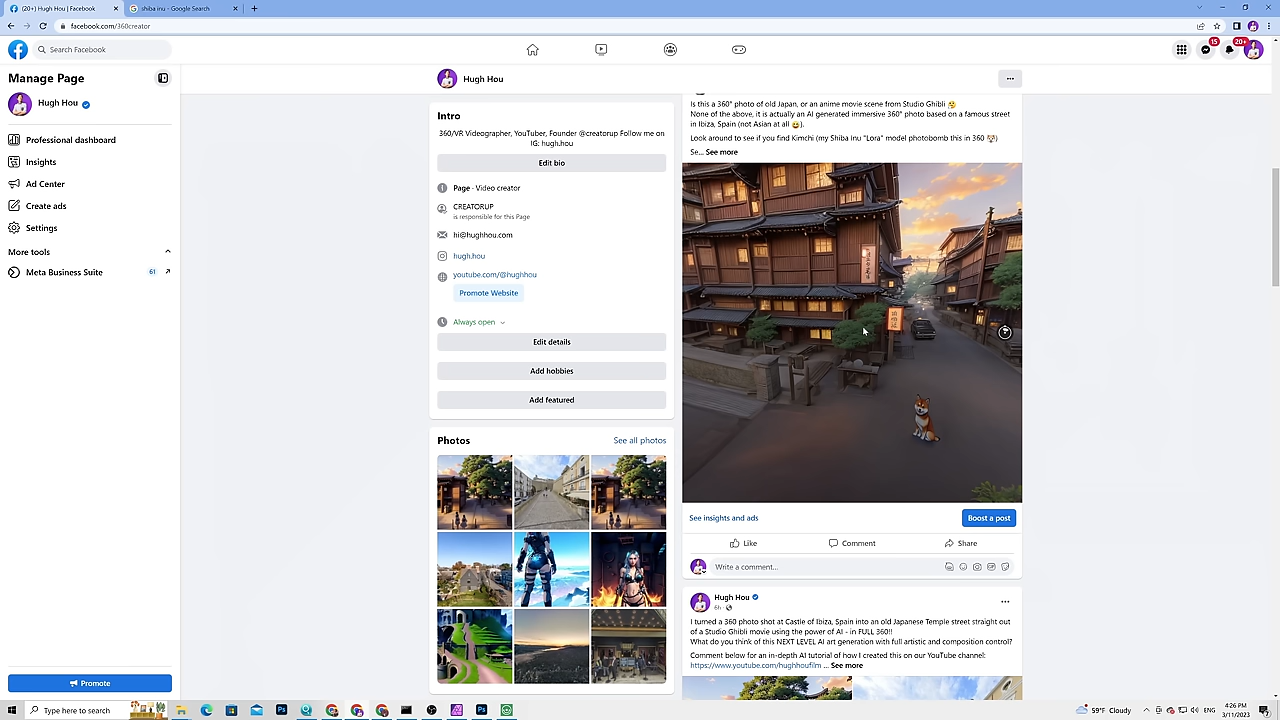 (20+) Hugh Hou | Facebook
shiba inu - Google Search
facebook.com/360creator
Search Facebook
15
20+
Manage Page
Hugh Hou
Professional dashboard
Insights
Ad Center
Create ads
Settings
More tools
Meta Business Suite
61
Promote
Hugh Hou
Intro
360/VR Videographer, YouTuber, Founder @creatorup Follow me on
IG: hugh.hou
Edit bio
Page · Video creator
CREATORUP
is responsible for this Page
hi@hughhou.com
hugh.hou
youtube.com/@hughhou
Promote Website
Always open
Edit details
Add hobbies
Add featured
Photos
See all photos
Is this a 360° photo of old Japan, or an anime movie scene from Studio Ghibli
None of the above, it is actually an AI generated immersive 360° photo based on a famous street
in Ibiza, Spain (not Asian at all 😅).
Look around to see if you find Kimchi (my Shiba Inu "Lora" model photobomb this in 360
Se... See more
See insights and ads
Boost a post
Like
Comment
Share
Write a comment...
Hugh Hou
6h ·
I turned a 360 photo shot at Castle of Ibiza, Spain into an old Japanese Temple street straight out
of a Studio Ghibli movie using the power of AI - in FULL 360!!
What do you think of this NEXT LEVEL AI art generation with full artistic and composition control?
Comment below for an in-depth AI tutorial of how I created this on our YouTube channel:
https://www.youtube.com/hughhoufilm ... See more
Type here to search
59°F Cloudy
ENG
4:26 PM
3/11/2023